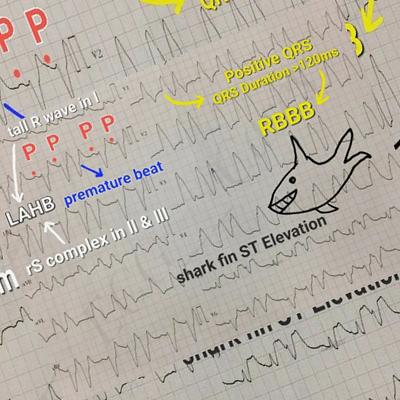 P P
V2
Positive QRS
QRS Duration >120ms
tall R wave in I
RBBB
P P P P
premature beat
LAHB
rS complex in II & III
shark fin ST Elevation